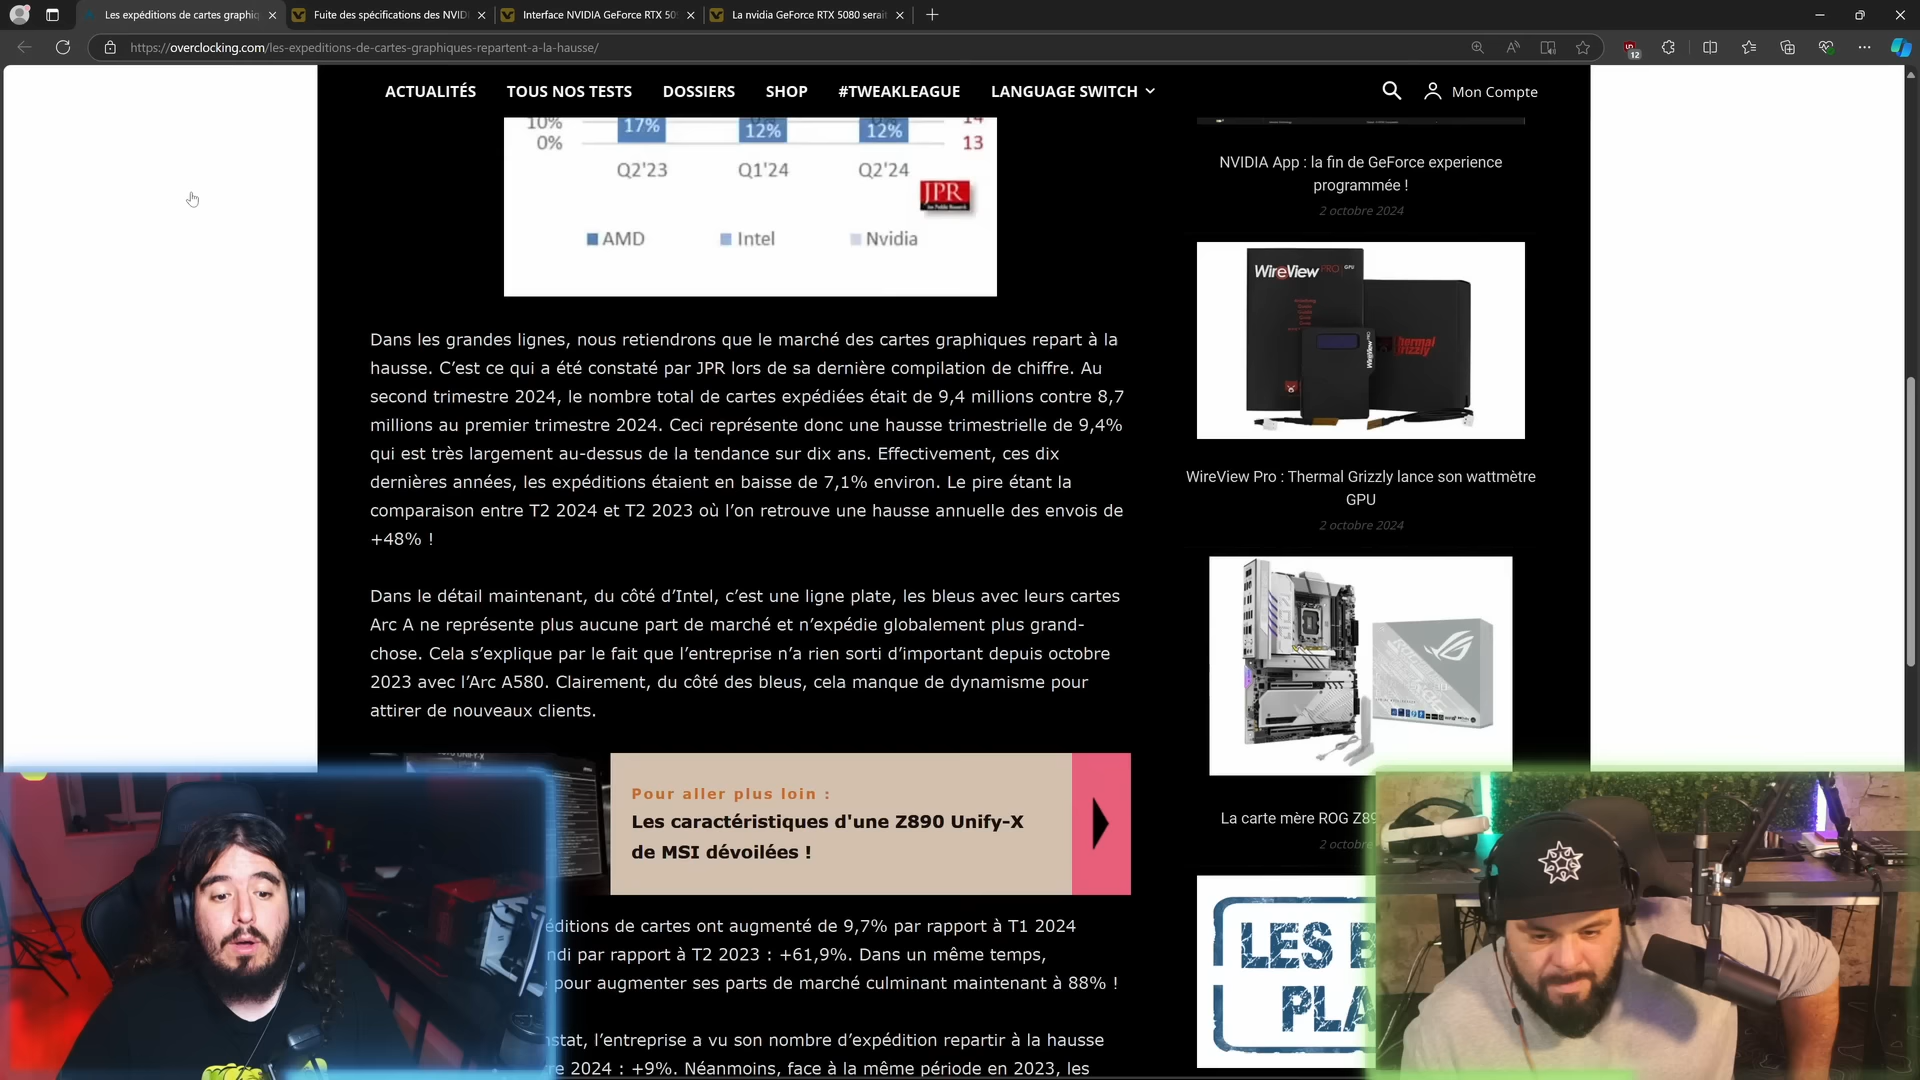 Les expéditions de cartes graphiq
Fuite des spécifications des NVID
Interface NVIDIA GeForce RTX 50
La nvidia GeForce RTX 5080 serait
https://overclocking.com/les-expeditions-de-cartes-graphiques-repartent-a-la-hausse/
12
ACTUALITÉS
TOUS NOS TESTS
DOSSIERS
SHOP
#TWEAKLEAGUE
LANGUAGE SWITCH
Mon Compte
10%
17%
12%
12%
14
0%
13
Q2'23
Q1'24
Q2'24
JPR
AMD
Intel
Nvidia
Dans les grandes lignes, nous retiendrons que le marché des cartes graphiques repart à la
hausse. C’est ce qui a été constaté par JPR lors de sa dernière compilation de chiffre. Au
second trimestre 2024, le nombre total de cartes expédiées était de 9,4 millions contre 8,7
millions au premier trimestre 2024. Ceci représente donc une hausse trimestrielle de 9,4%
qui est très largement au-dessus de la tendance sur dix ans. Effectivement, ces dix
dernières années, les expéditions étaient en baisse de 7,1% environ. Le pire étant la
comparaison entre T2 2024 et T2 2023 où l’on retrouve une hausse annuelle des envois de
+48% !
Dans le détail maintenant, du côté d’Intel, c’est une ligne plate, les bleus avec leurs cartes
Arc A ne représente plus aucune part de marché et n’expédie globalement plus grand-
chose. Cela s’explique par le fait que l’entreprise n’a rien sorti d’important depuis octobre
2023 avec l’Arc A580. Clairement, du côté des bleus, cela manque de dynamisme pour
attirer de nouveaux clients.
Pour aller plus loin :
Les caractéristiques d'une Z890 Unify-X
de MSI dévoilées !
éditions de cartes ont augmenté de 9,7% par rapport à T1 2024
ndi par rapport à T2 2023 : +61,9%. Dans un même temps,
pour augmenter ses parts de marché culminant maintenant à 88% !
nstat, l’entreprise a vu son nombre d’expédition repartir à la hausse
re 2024 : +9%. Néanmoins, face à la même période en 2023, les
NVIDIA App : la fin de GeForce experience
programmée !
2 octobre 2024
WireView PRO GPU
WireView
Thermal
Grizzly
WireView Pro : Thermal Grizzly lance son wattmètre
GPU
2 octobre 2024
La carte mère ROG Z89
2 octobre
LES B
PLA